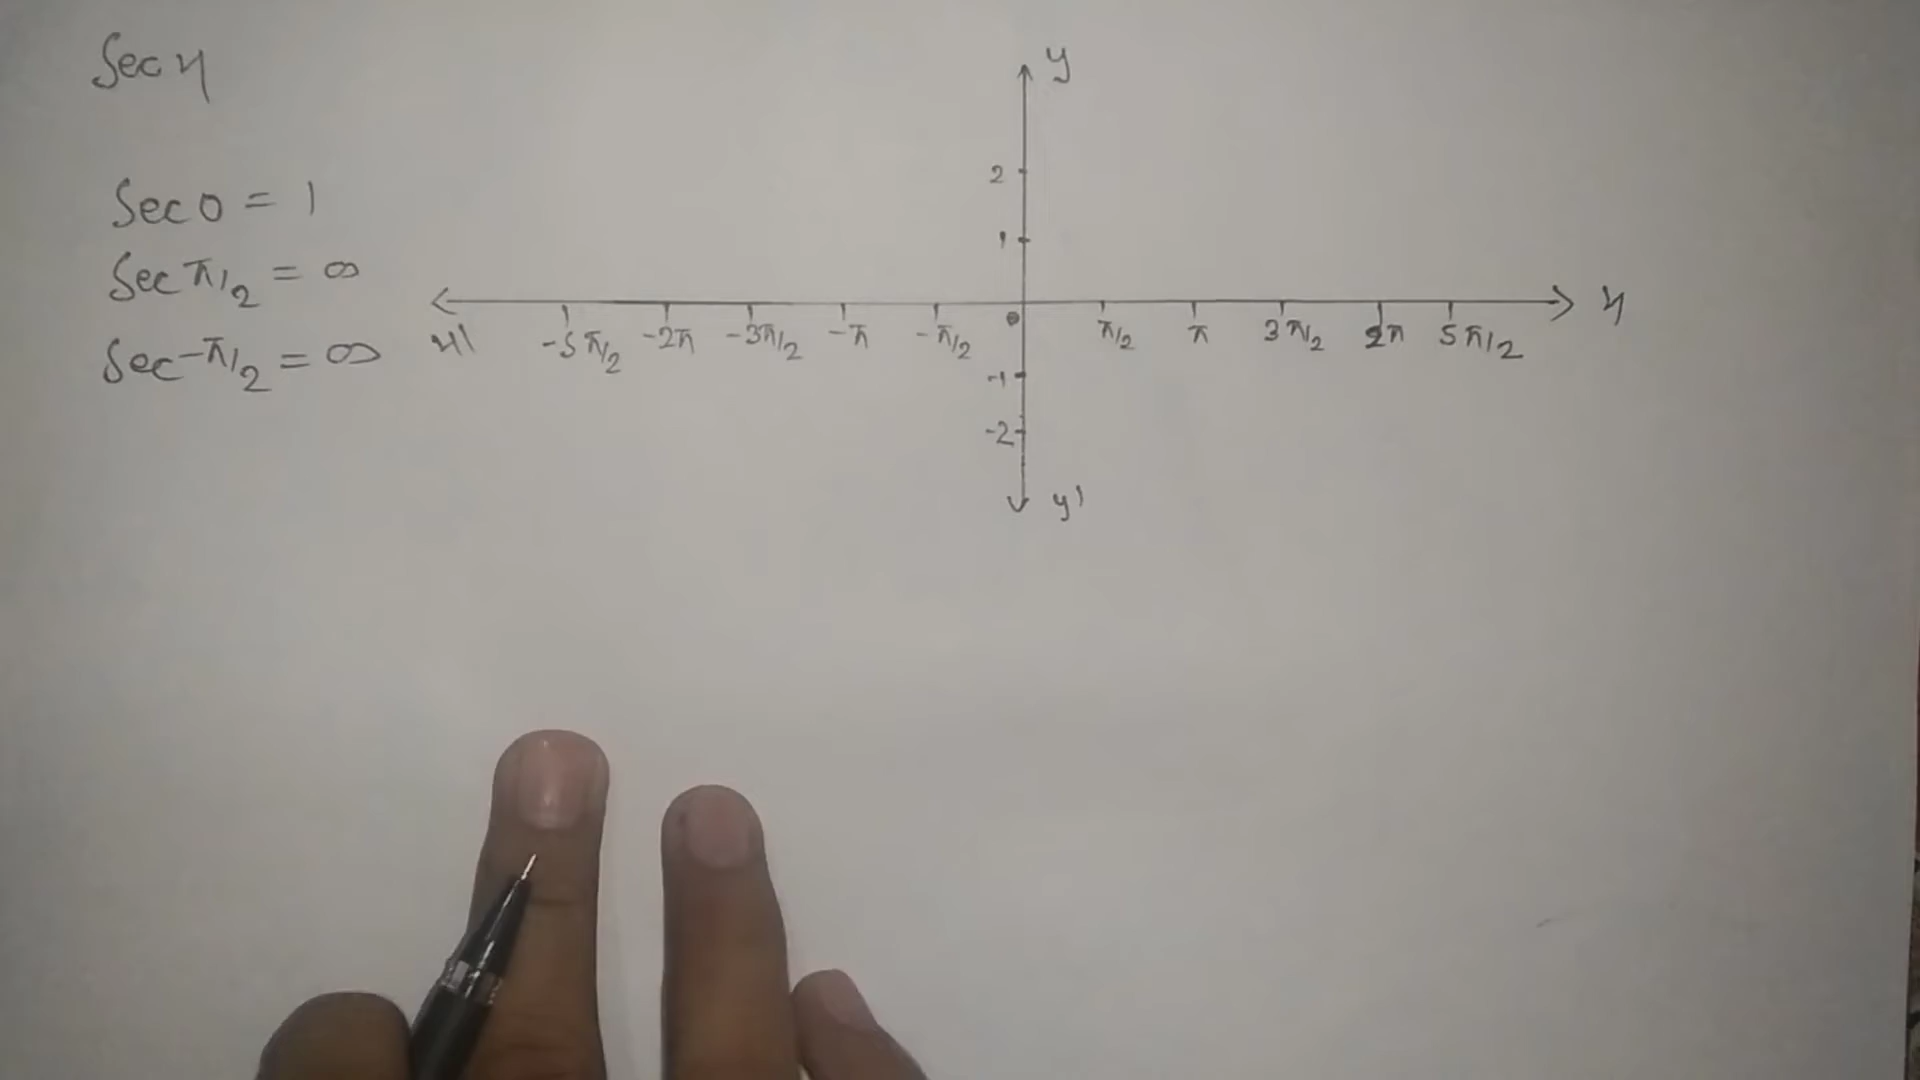 Sec x
Sec 0 = 1
Sec π/2 = ∞
Sec -π/2 = ∞
y
2
1
x' x
-5π/2 -2π -3π/2 -π -π/2 0 π/2 π 3π/2 2π 5π/2
-1
-2
y'